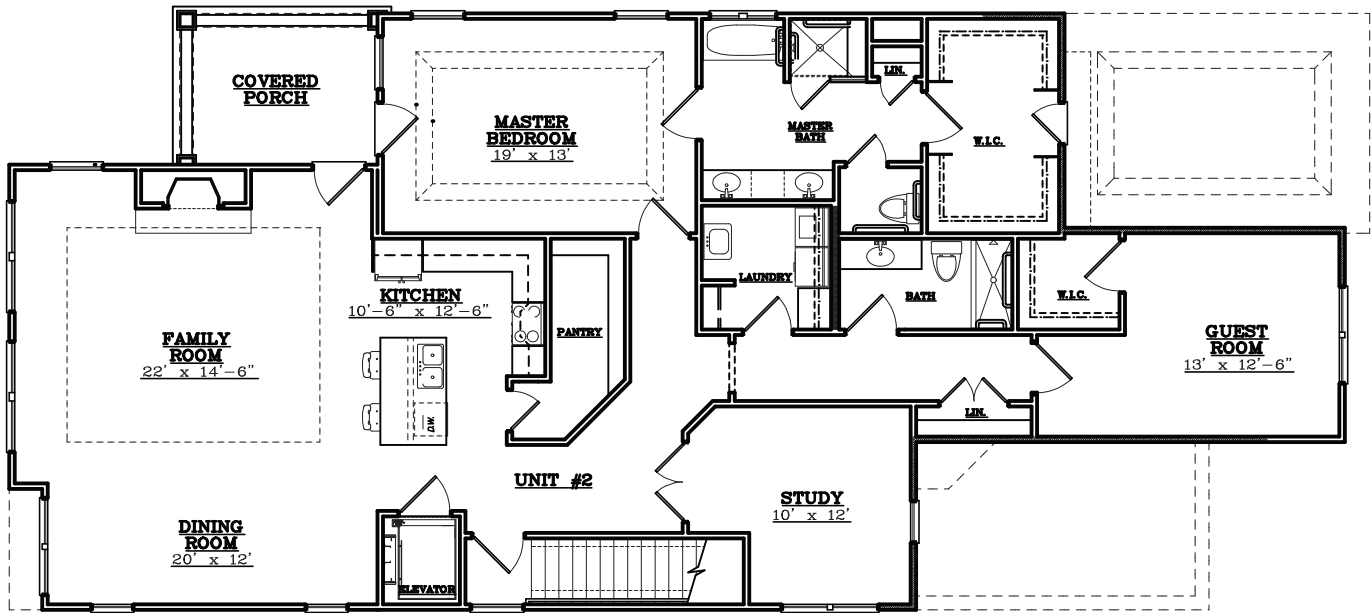 COVERED
PORCH
MASTER
BEDROOM
19' x 13'
LIN.
MASTER
BATH
W.I.C.
LAUNDRY
BATH
W.I.C.
KITCHEN
10'-6" x 12'-6"
PANTRY
FAMILY
ROOM
22' x 14'-6"
GUEST
ROOM
13' x 12'-6"
D.W.
LIN.
UNIT #2
STUDY
10' x 12'
DINING
ROOM
20' x 12'
ELEVATOR